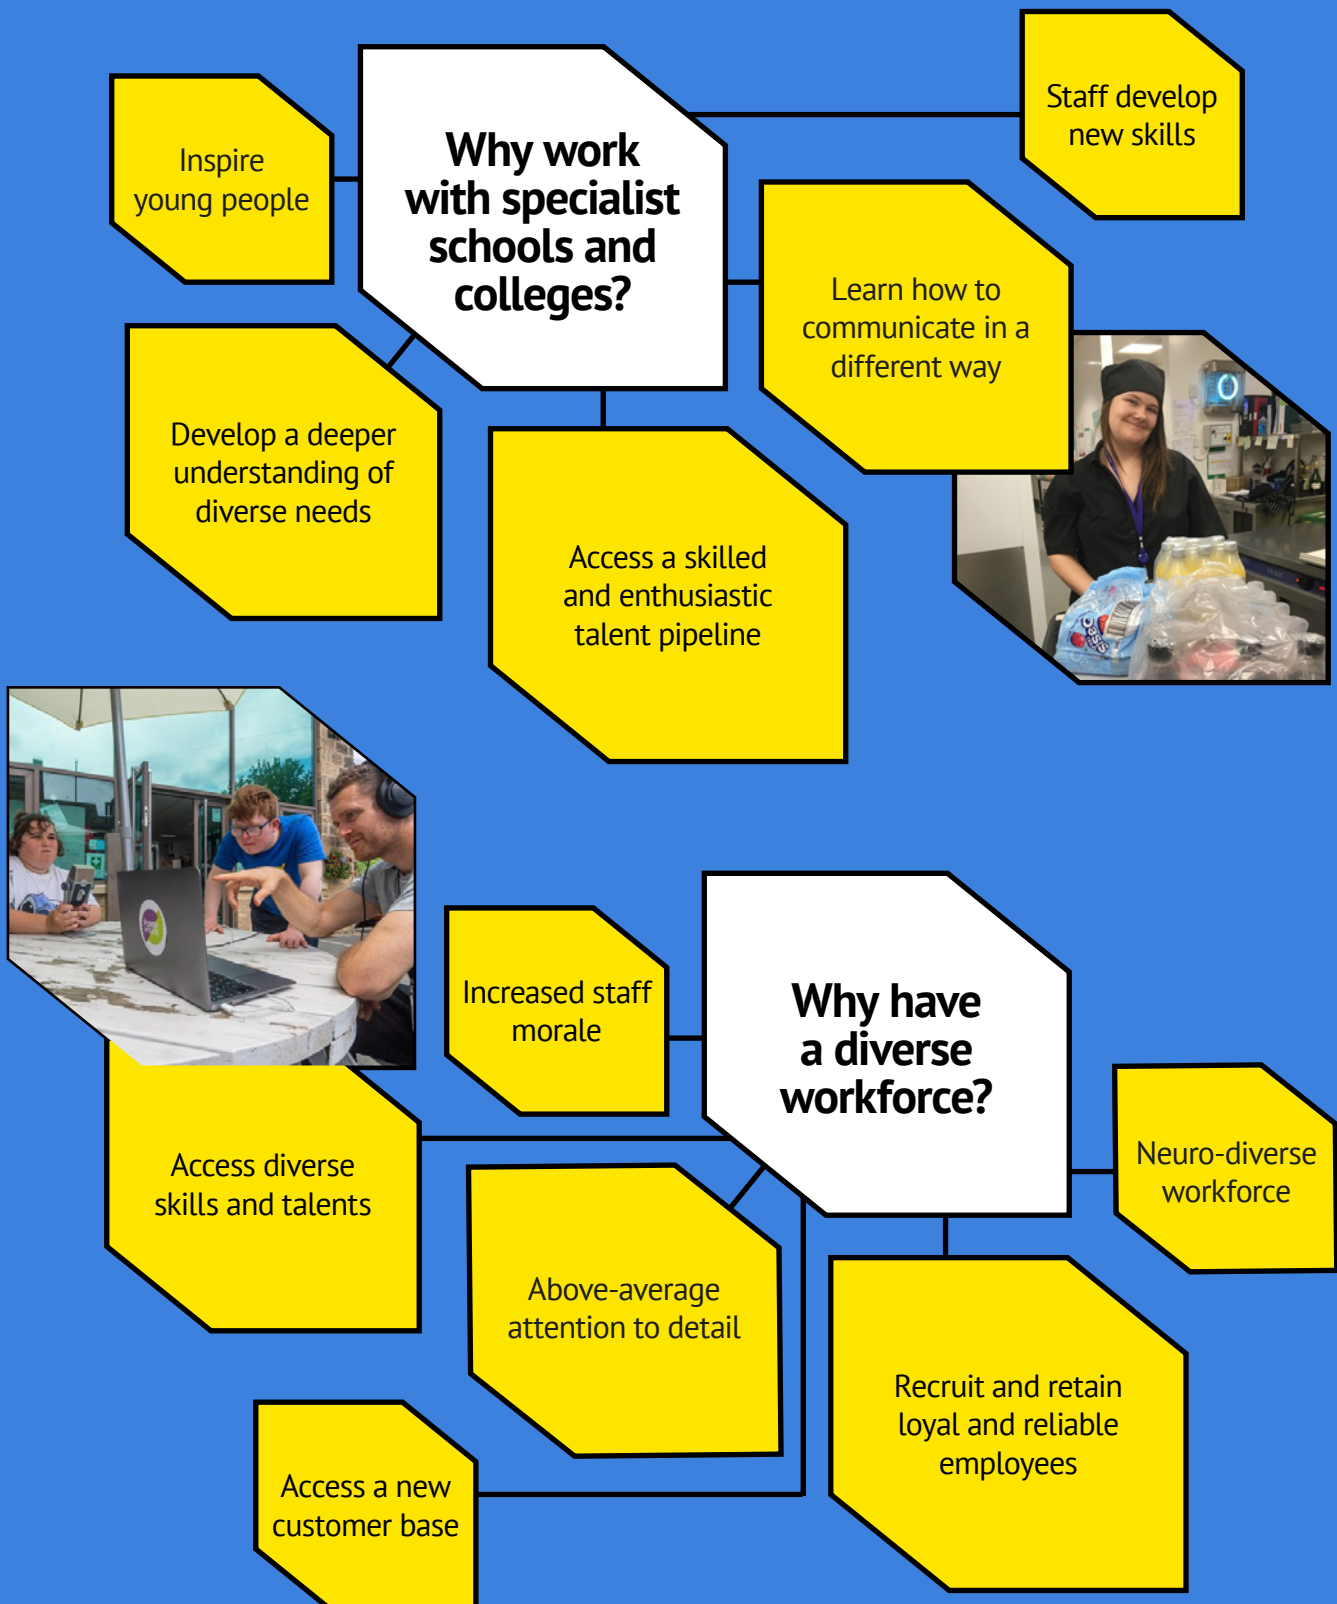 Why work
with specialist
schools and
colleges?
Inspire
young people
Staff develop
new skills
Learn how to
communicate in a
different way
Develop a deeper
understanding of
diverse needs
Access a skilled
and enthusiastic
talent pipeline
Why have
a diverse
workforce?
Increased staff
morale
Neuro-diverse
workforce
Access diverse
skills and talents
Above-average
attention to detail
Recruit and retain
loyal and reliable
employees
Access a new
customer base